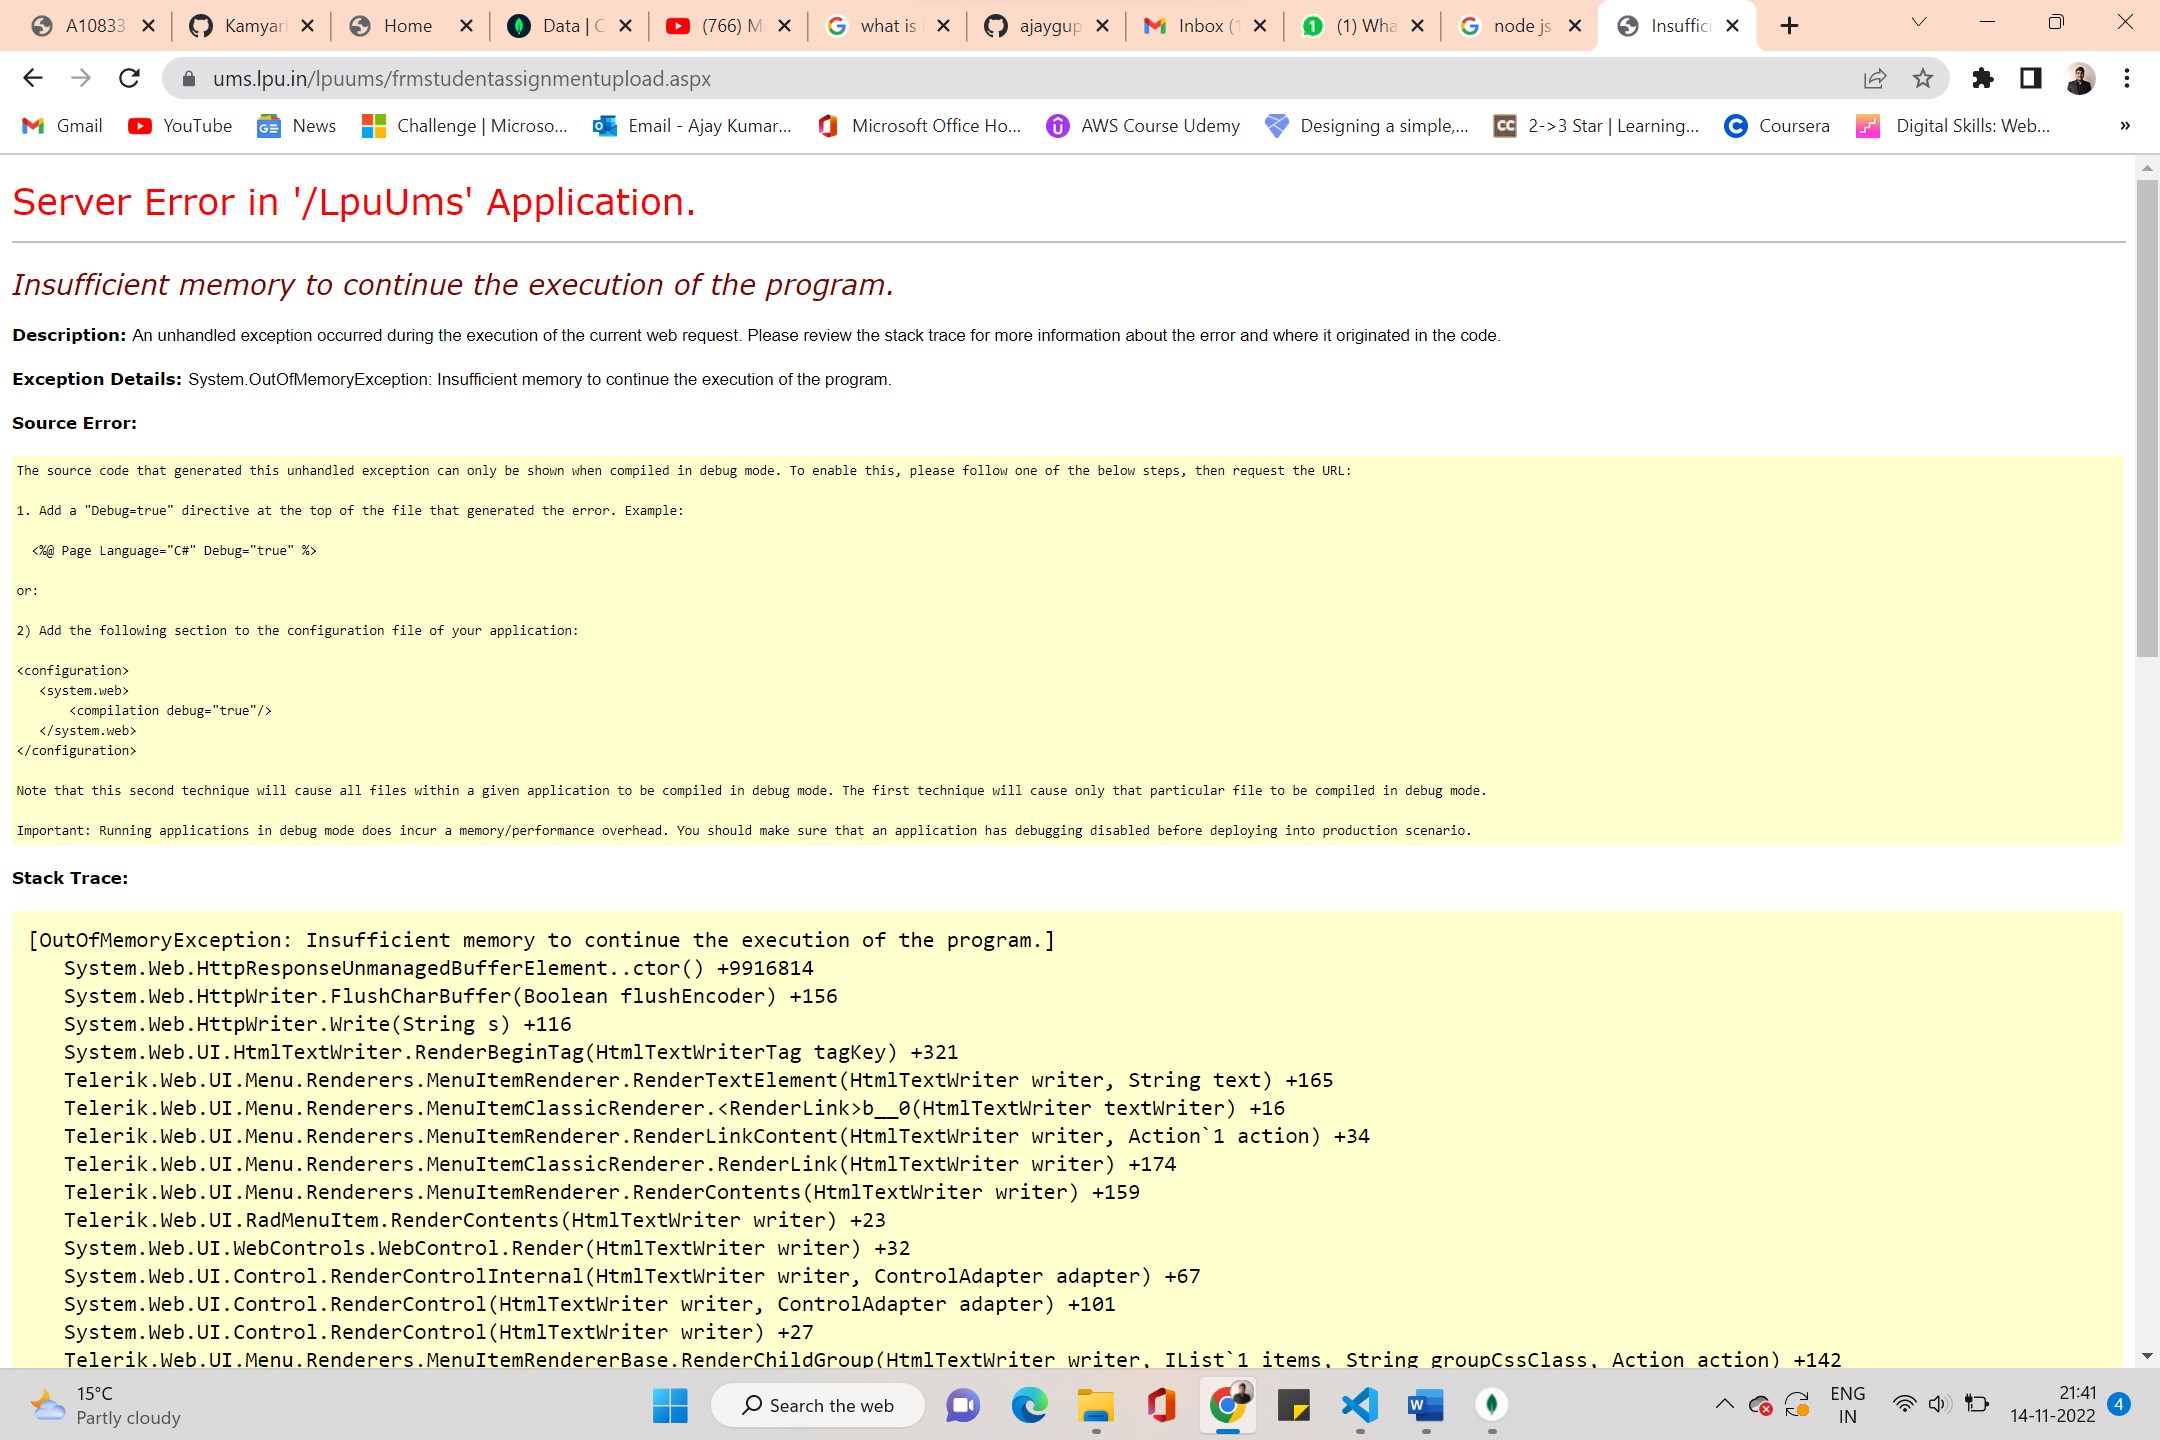 A10833
Kamyar
Home
Data | C
(766) M
what is
ajaygup
Inbox (1
(1) Wha
node js
Insuffici
ums.lpu.in/lpuums/frmstudentassignmentupload.aspx
Gmail
YouTube
News
Challenge | Microso...
Email - Ajay Kumar...
Microsoft Office Ho...
AWS Course Udemy
Designing a simple,...
2->3 Star | Learning...
Coursera
Digital Skills: Web...
»
Server Error in '/LpuUms' Application.
Insufficient memory to continue the execution of the program.
Description: An unhandled exception occurred during the execution of the current web request. Please review the stack trace for more information about the error and where it originated in the code.
Exception Details: System.OutOfMemoryException: Insufficient memory to continue the execution of the program.
Source Error:
The source code that generated this unhandled exception can only be shown when compiled in debug mode. To enable this, please follow one of the below steps, then request the URL:
1. Add a "Debug=true" directive at the top of the file that generated the error. Example:
<%@ Page Language="C#" Debug="true" %>
or:
2) Add the following section to the configuration file of your application:
<configuration>
<system.web>
<compilation debug="true"/>
</system.web>
</configuration>
Note that this second technique will cause all files within a given application to be compiled in debug mode. The first technique will cause only that particular file to be compiled in debug mode.
Important: Running applications in debug mode does incur a memory/performance overhead. You should make sure that an application has debugging disabled before deploying into production scenario.
Stack Trace:
[OutOfMemoryException: Insufficient memory to continue the execution of the program.]
System.Web.HttpResponseUnmanagedBufferElement..ctor() +9916814
System.Web.HttpWriter.FlushCharBuffer(Boolean flushEncoder) +156
System.Web.HttpWriter.Write(String s) +116
System.Web.UI.HtmlTextWriter.RenderBeginTag(HtmlTextWriterTag tagKey) +321
Telerik.Web.UI.Menu.Renderers.MenuItemRenderer.RenderTextElement(HtmlTextWriter writer, String text) +165
Telerik.Web.UI.Menu.Renderers.MenuItemClassicRenderer.<RenderLink>b__0(HtmlTextWriter textWriter) +16
Telerik.Web.UI.Menu.Renderers.MenuItemRenderer.RenderLinkContent(HtmlTextWriter writer, Action`1 action) +34
Telerik.Web.UI.Menu.Renderers.MenuItemClassicRenderer.RenderLink(HtmlTextWriter writer) +174
Telerik.Web.UI.Menu.Renderers.MenuItemRenderer.RenderContents(HtmlTextWriter writer) +159
Telerik.Web.UI.RadMenuItem.RenderContents(HtmlTextWriter writer) +23
System.Web.UI.WebControls.WebControl.Render(HtmlTextWriter writer) +32
System.Web.UI.Control.RenderControlInternal(HtmlTextWriter writer, ControlAdapter adapter) +67
System.Web.UI.Control.RenderControl(HtmlTextWriter writer, ControlAdapter adapter) +101
System.Web.UI.Control.RenderControl(HtmlTextWriter writer) +27
Telerik.Web.UI.Menu.Renderers.MenuItemRendererBase.RenderChildGroup(HtmlTextWriter writer, IList`1 items, String groupCssClass, Action action) +142
15°C
Partly cloudy
Search the web
ENG
IN
21:41
14-11-2022
4